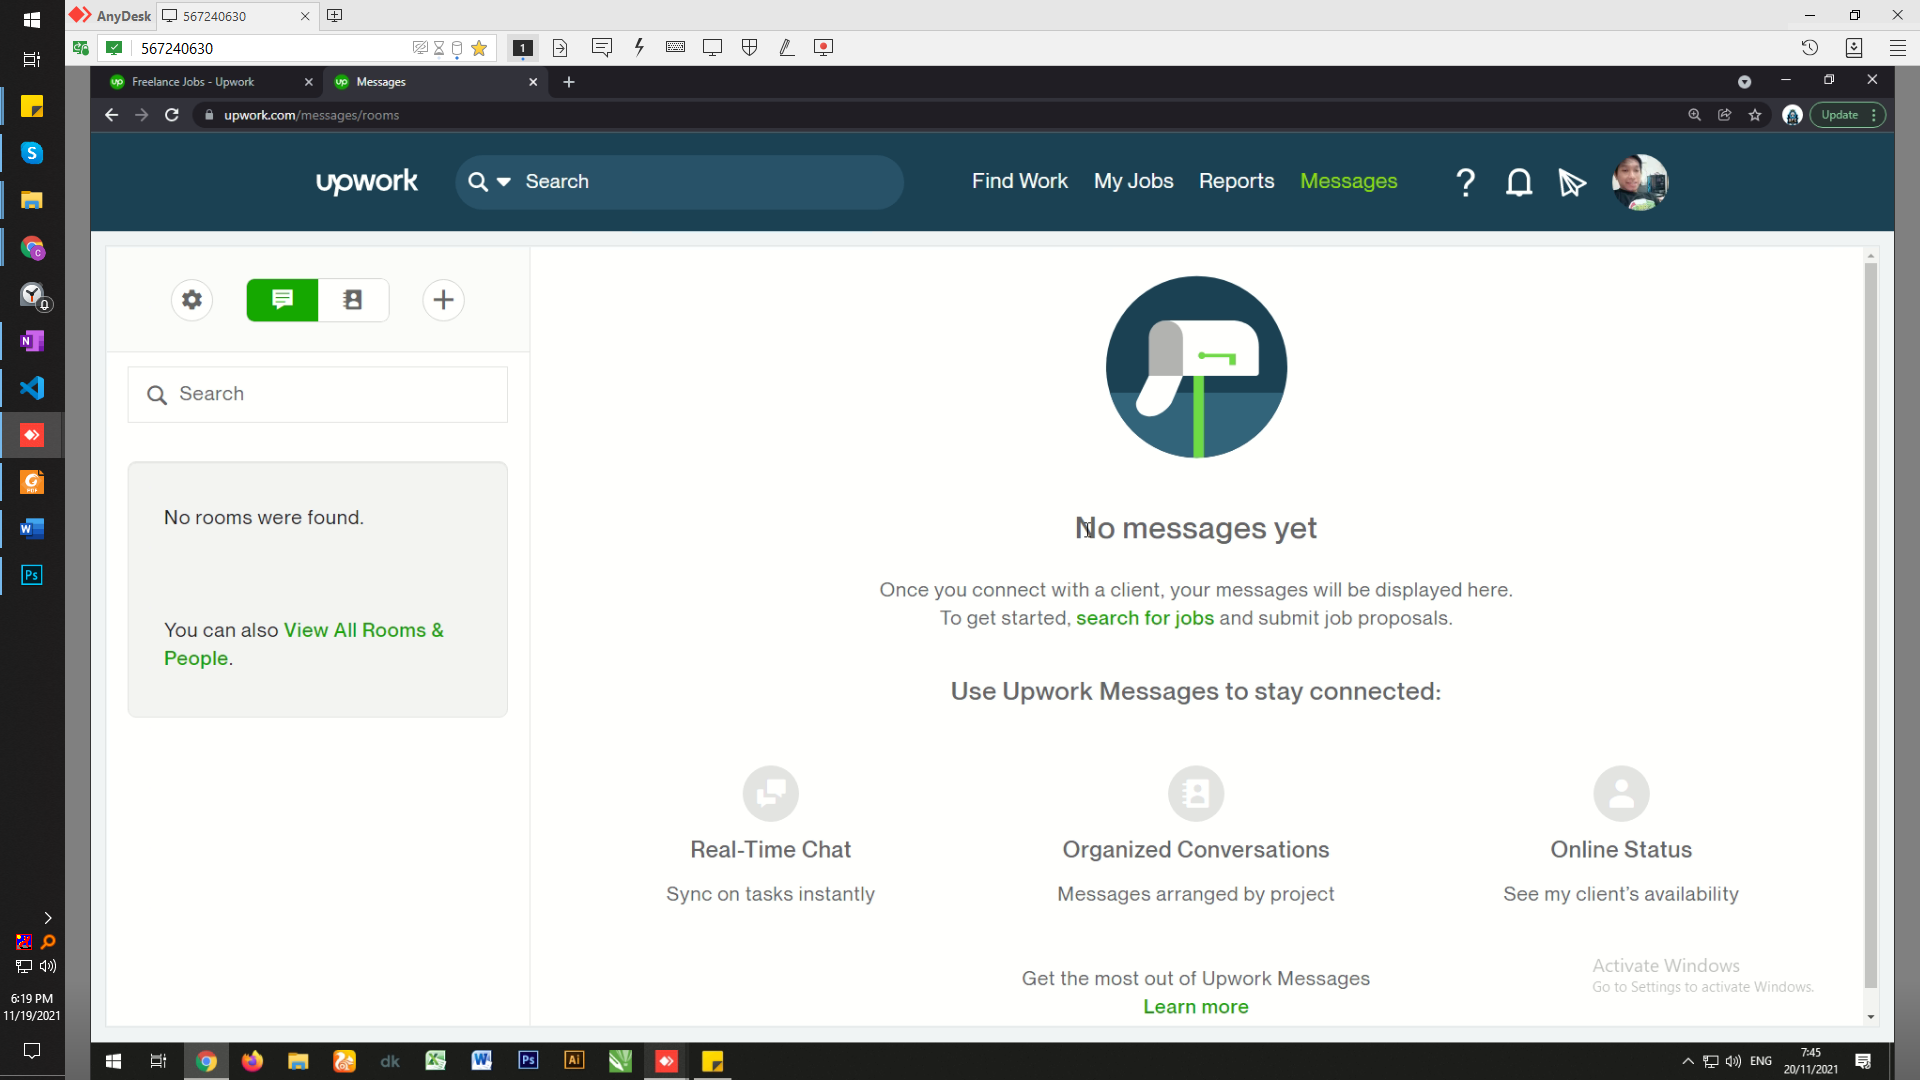 AnyDesk
567240630
567240630
1
Freelance Jobs - Upwork
Messages
upwork.com/messages/rooms
Update
upwork
Search
Find Work
My Jobs
Reports
Messages
Search
No rooms were found.
You can also View All Rooms &
People.
No messages yet
Once you connect with a client, your messages will be displayed here.
To get started, search for jobs and submit job proposals.
Use Upwork Messages to stay connected:
Real-Time Chat
Sync on tasks instantly
Organized Conversations
Messages arranged by project
Online Status
See my client's availability
Get the most out of Upwork Messages
Learn more
Activate Windows
Go to Settings to activate Windows.
6:19 PM
11/19/2021
dk
Ps
Ai
ENG
7:45
20/11/2021